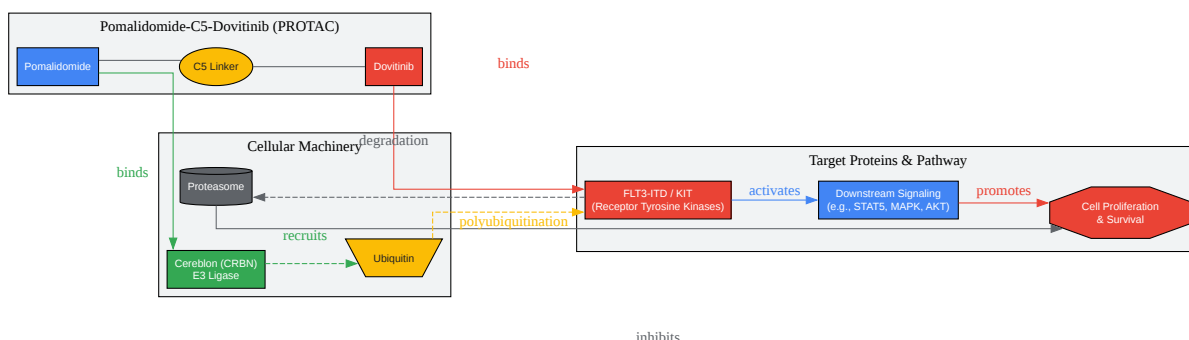 Pomalidomide-C5-Dovitinib (PROTAC)
Pomalidomide
C5 Linker
Dovitinib
binds
degradation
Cellular Machinery
Target Proteins & Pathway
binds
Proteasome
FLT3-ITD / KIT
(Receptor Tyrosine Kinases)
activates
Downstream Signaling
(e.g., STAT5, MAPK, AKT)
promotes
Cell Proliferation
& Survival
polyubiquitination
recruits
Cereblon (CRBN)
E3 Ligase
Ubiquitin
inhibits